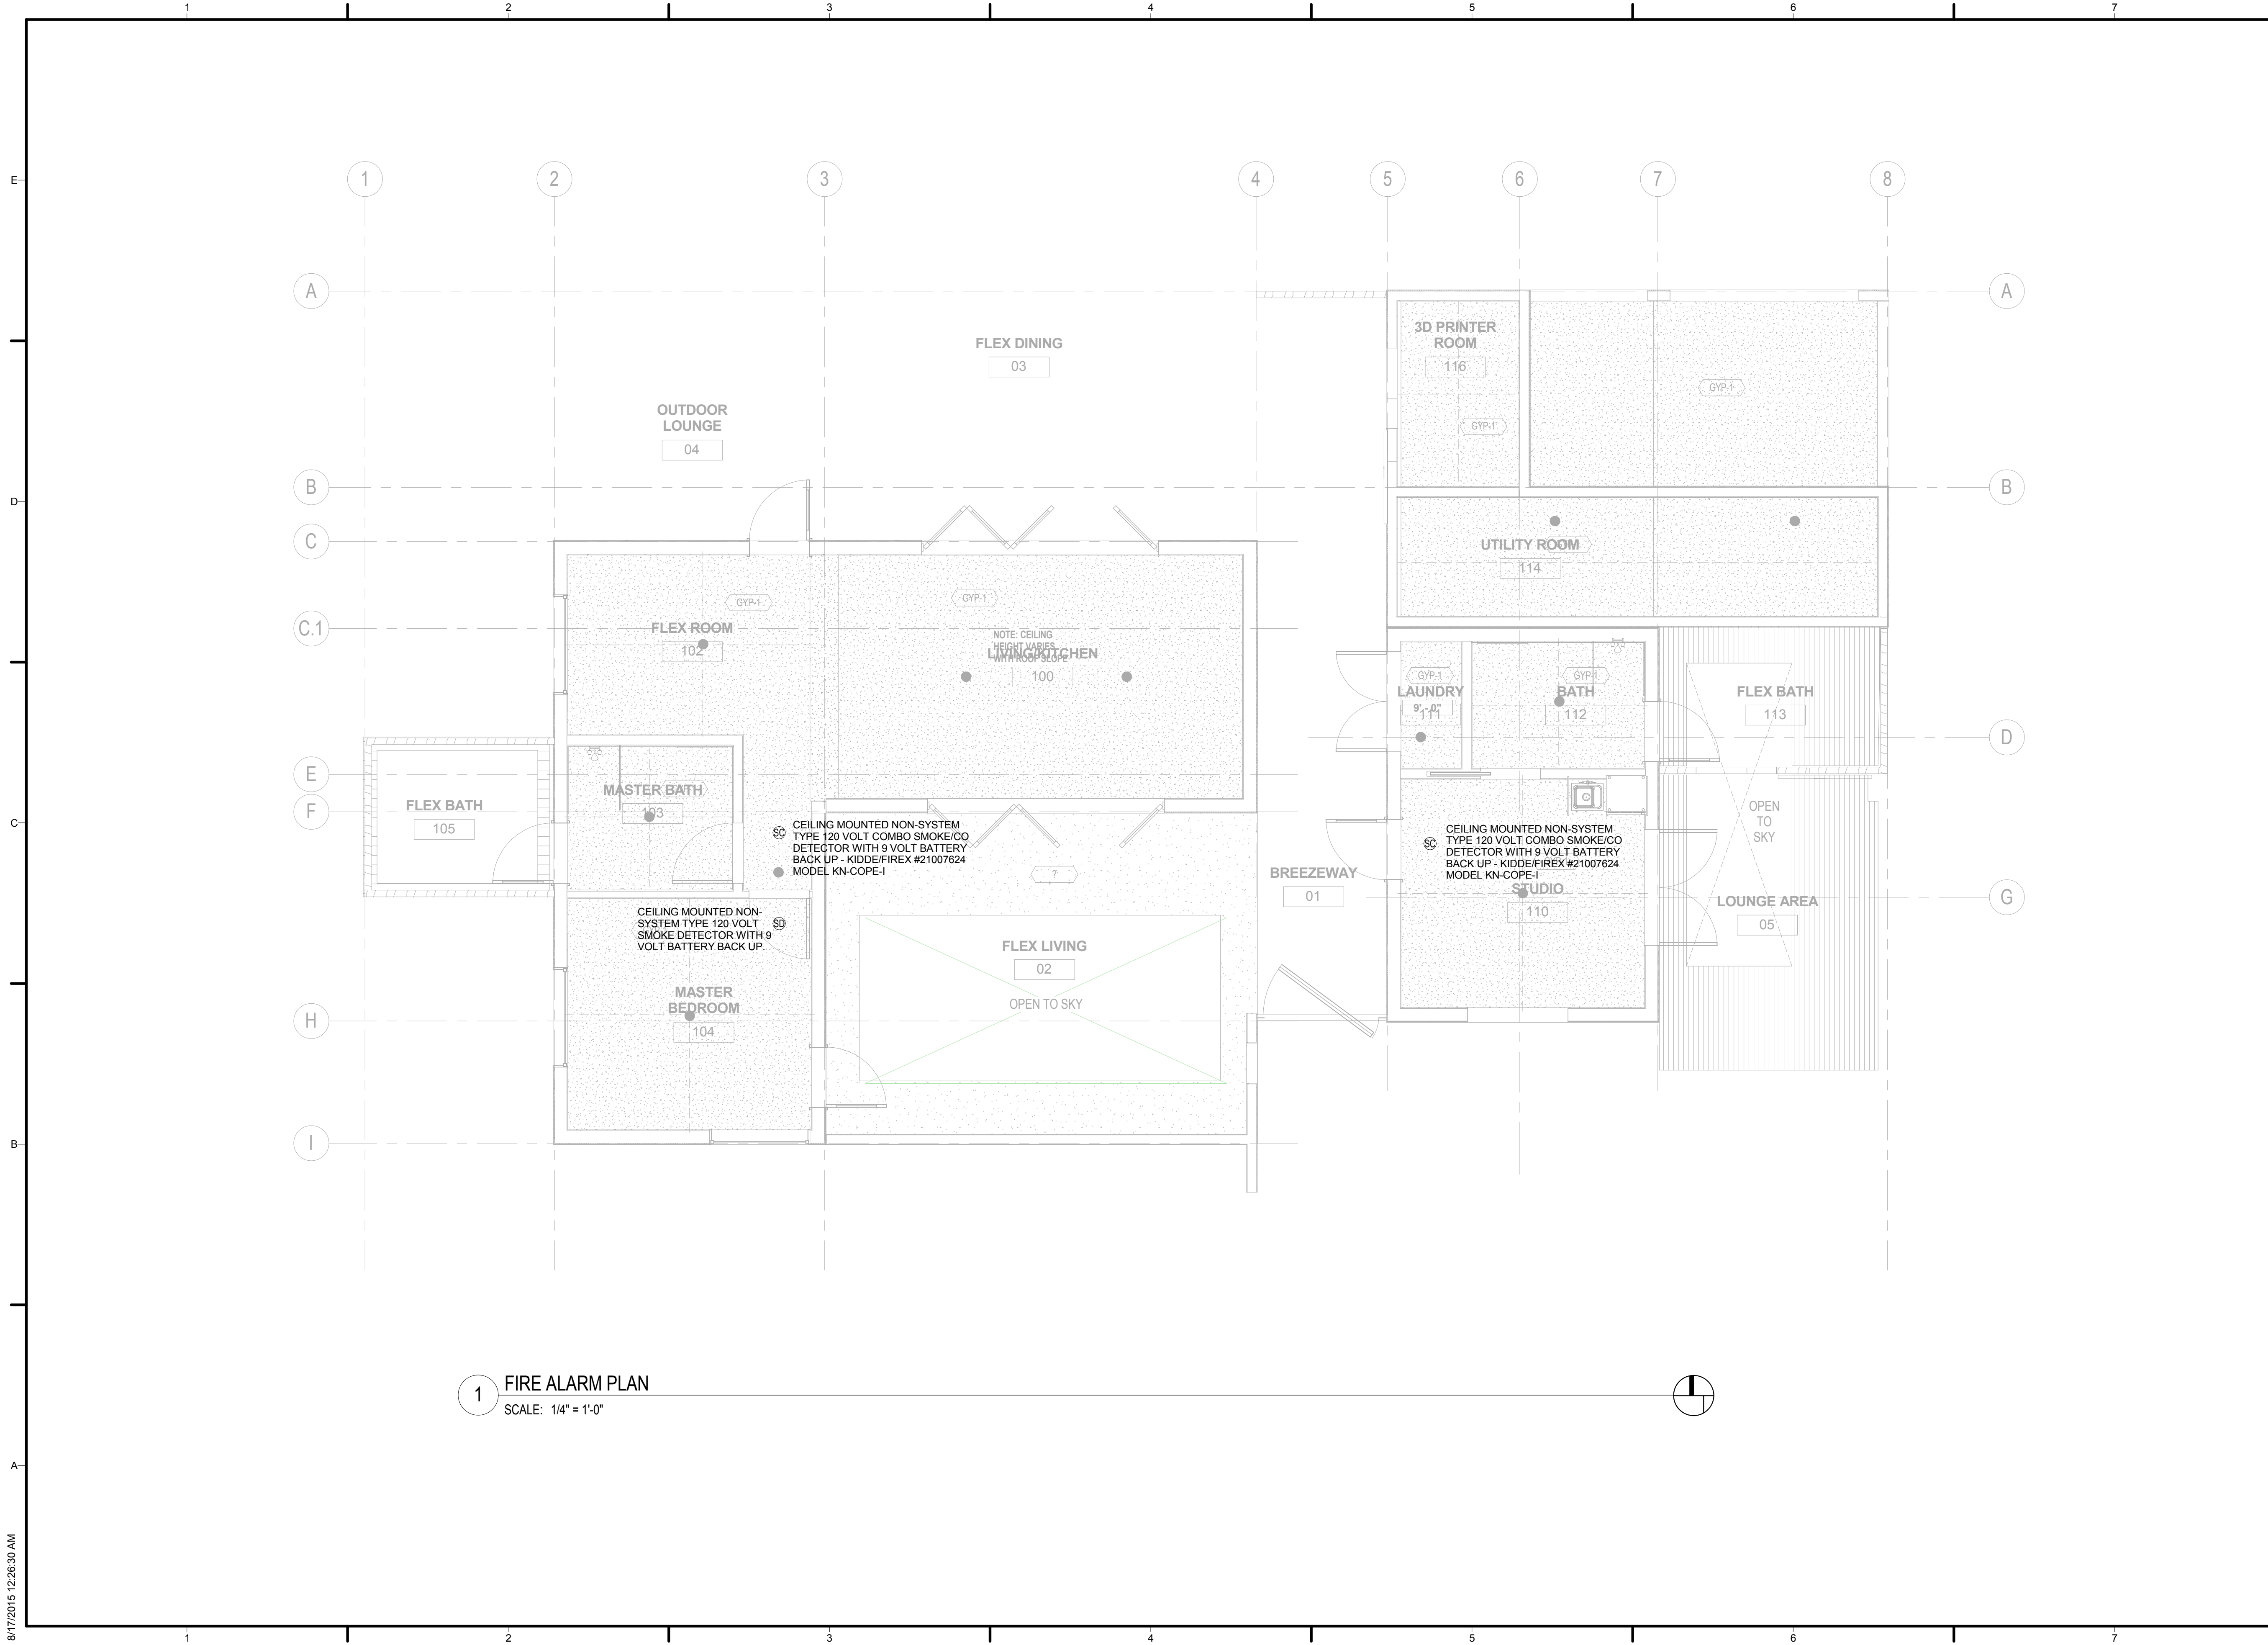 1 2 3 4 5 6 7
E
D
C
B
A
1 2 3 4 5 6 7 8
A A
B B
C
C.1
D
E
F
G
H
I
FLEX DINING
03
OUTDOOR
LOUNGE
04
3D PRINTER
ROOM
116
GYP-1
GYP-1
UTILITY ROOM
114
GYP-1
FLEX ROOM
102
GYP-1
NOTE: CEILING
HEIGHT VARIES
WITH ROOF SLOPE
LIVING/KITCHEN
100
GYP-1
LAUNDRY
9' - 0"
111
GYP-1
BATH
112
FLEX BATH
113
FLEX BATH
105
MASTER BATH
103
CEILING MOUNTED NON-SYSTEM
TYPE 120 VOLT COMBO SMOKE/CO
DETECTOR WITH 9 VOLT BATTERY
BACK UP - KIDDE/FIREX #21007624
MODEL KN-COPE-I
SC
SC
CEILING MOUNTED NON-SYSTEM
TYPE 120 VOLT COMBO SMOKE/CO
DETECTOR WITH 9 VOLT BATTERY
BACK UP - KIDDE/FIREX #21007624
MODEL KN-COPE-I
OPEN
TO
SKY
?
BREEZEWAY
01
STUDIO
110
LOUNGE AREA
05
CEILING MOUNTED NON-
SYSTEM TYPE 120 VOLT
SMOKE DETECTOR WITH 9
VOLT BATTERY BACK UP.
SD
FLEX LIVING
02
OPEN TO SKY
MASTER
BEDROOM
104
1 FIRE ALARM PLAN
SCALE: 1/4" = 1'-0"
8/17/2015 12:26:30 AM
1 2 3 4 5 6 7